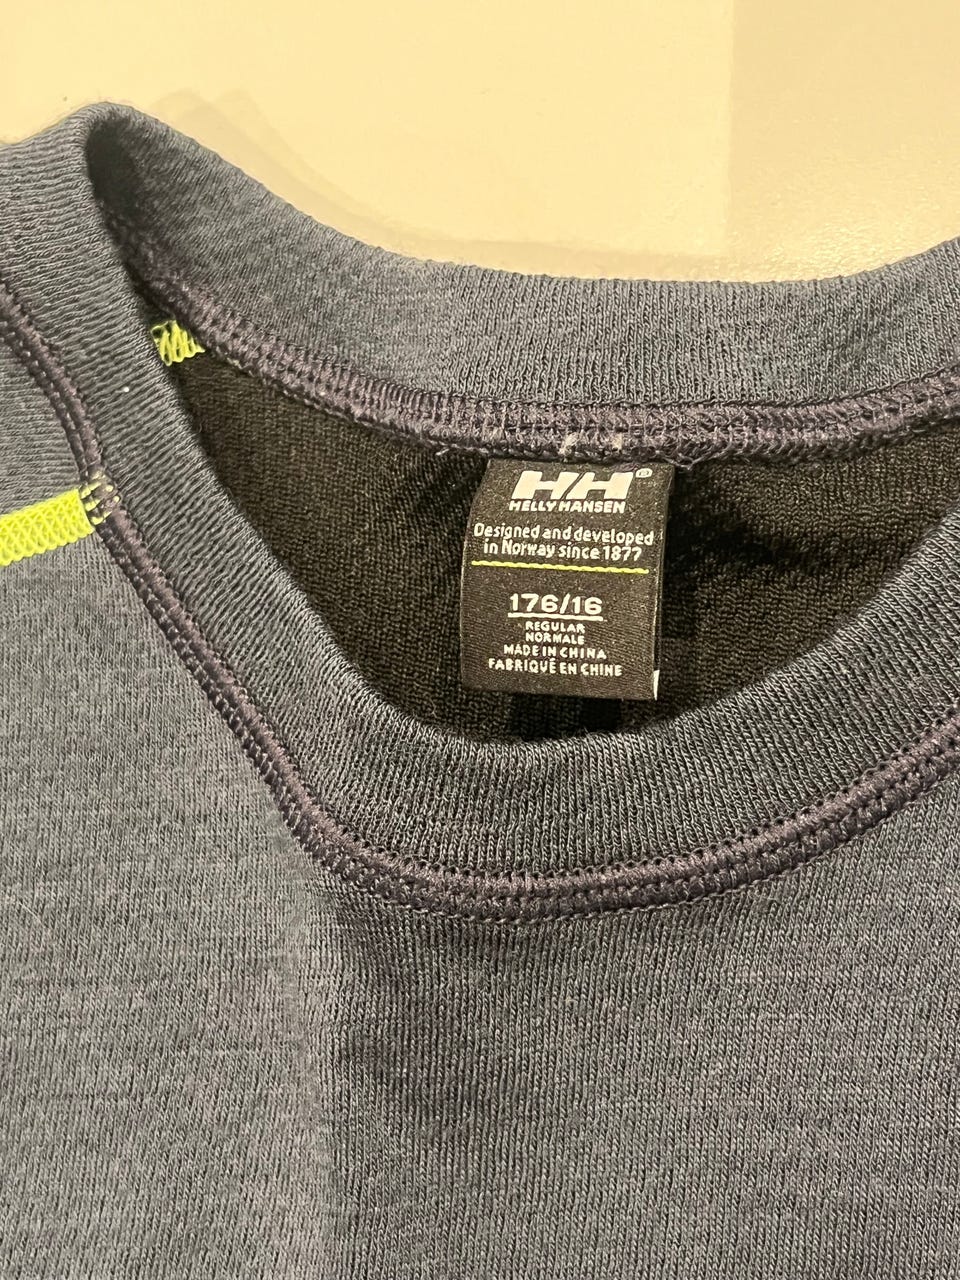 HH®
HELLY HANSEN
Designed and developed
in Norway since 1877
176/16
REGULAR
NORMALE
MADE IN CHINA
FABRIQUÉ EN CHINE